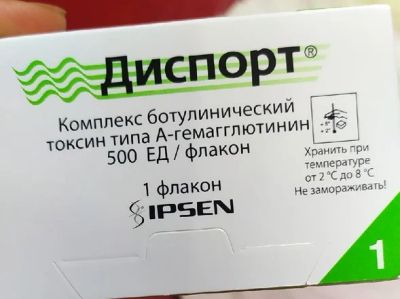 Диспорт®
Комплекс ботулинический
токсин типа А-гемагглютинин
500 ЕД / флакон
1 флакон
IPSEN
Хранить при
температуре
от 2 °С до 8 °С
Не замораживать!
1